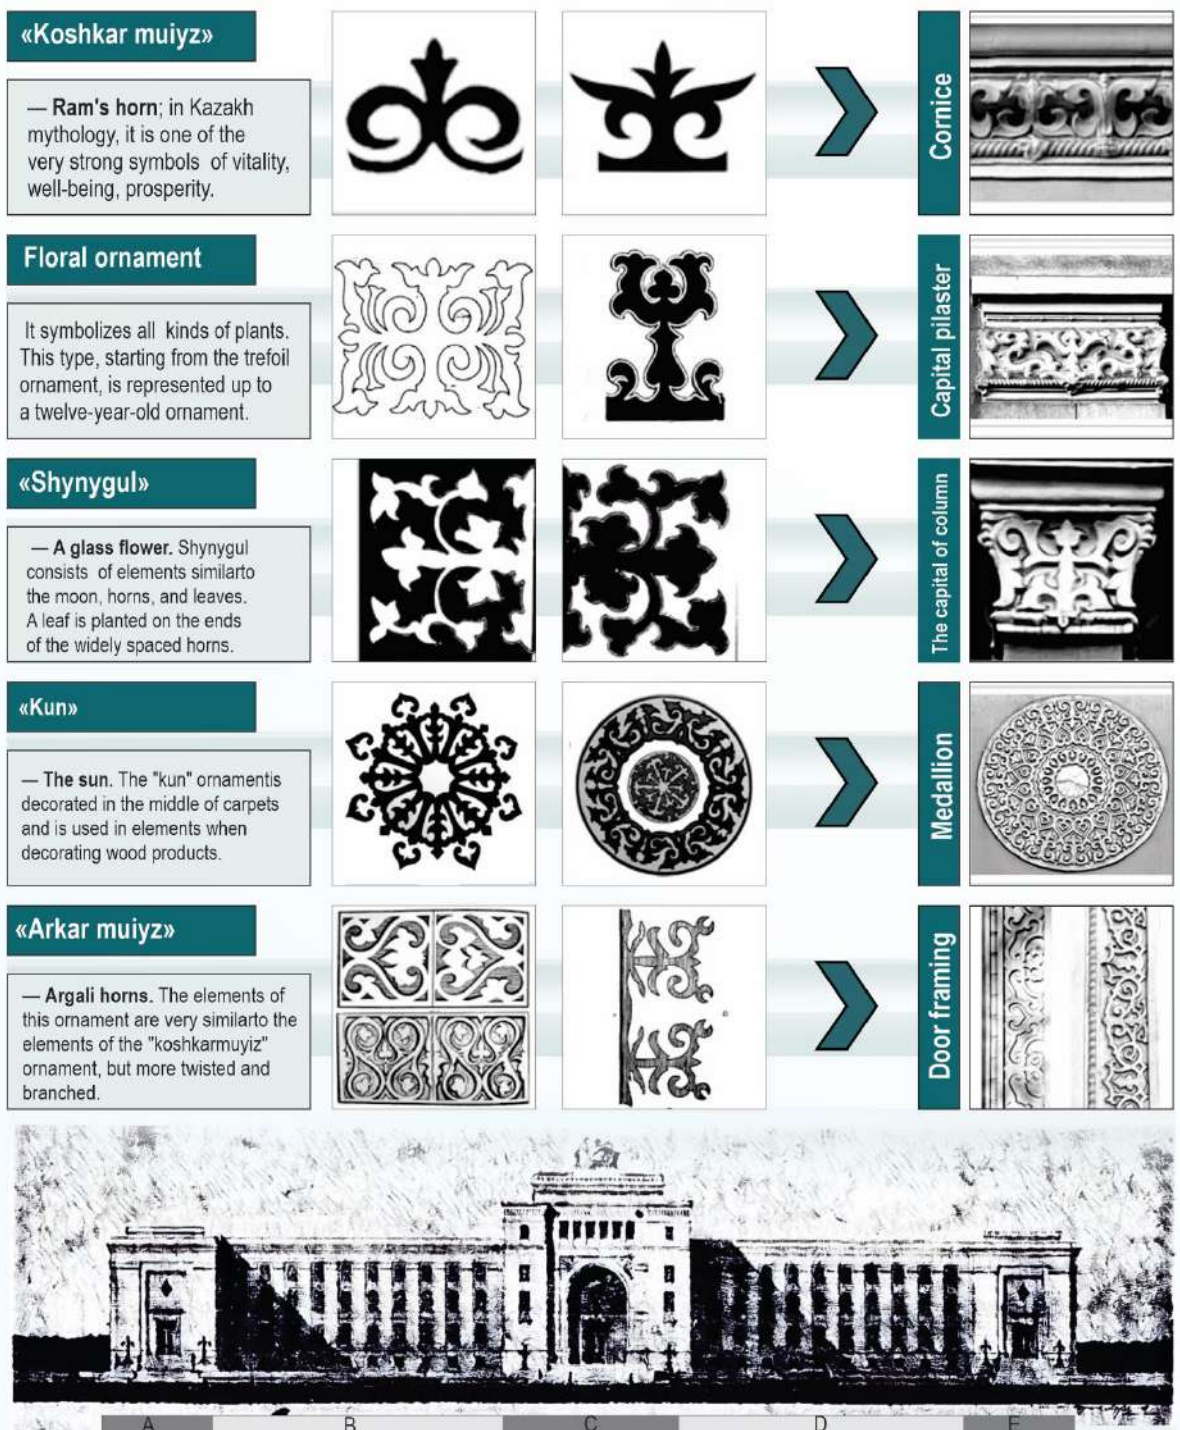 «Koshkar muiyz»
— Ram's horn; in Kazakh
mythology, it is one of the
very strong symbols of vitality,
well-being, prosperity.
Cornice
Floral ornament
It symbolizes all kinds of plants.
This type, starting from the trefoil
ornament, is represented up to
a twelve-year-old ornament.
Capital pilaster
«Shynygul»
— A glass flower. Shynygul
consists of elements similarto
the moon, horns, and leaves.
A leaf is planted on the ends
of the widely spaced horns.
The capital of column
«Kun»
— The sun. The "kun" ornamentis
decorated in the middle of carpets
and is used in elements when
decorating wood products.
Medallion
«Arkar muiyz»
— Argali horns. The elements of
this ornament are very similarto the
elements of the "koshkarmuyiz"
ornament, but more twisted and
branched.
Door framing
A B C D E